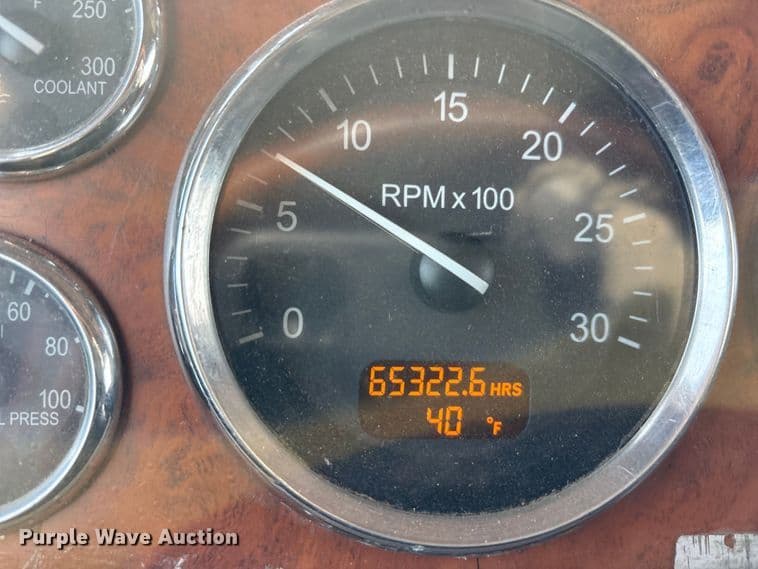 F
250
300
COOLANT
60
80
100
L PRESS
0
5
10
15
20
25
30
RPM x 100
65322.6 HRS
40 °F
Purple Wave Auction